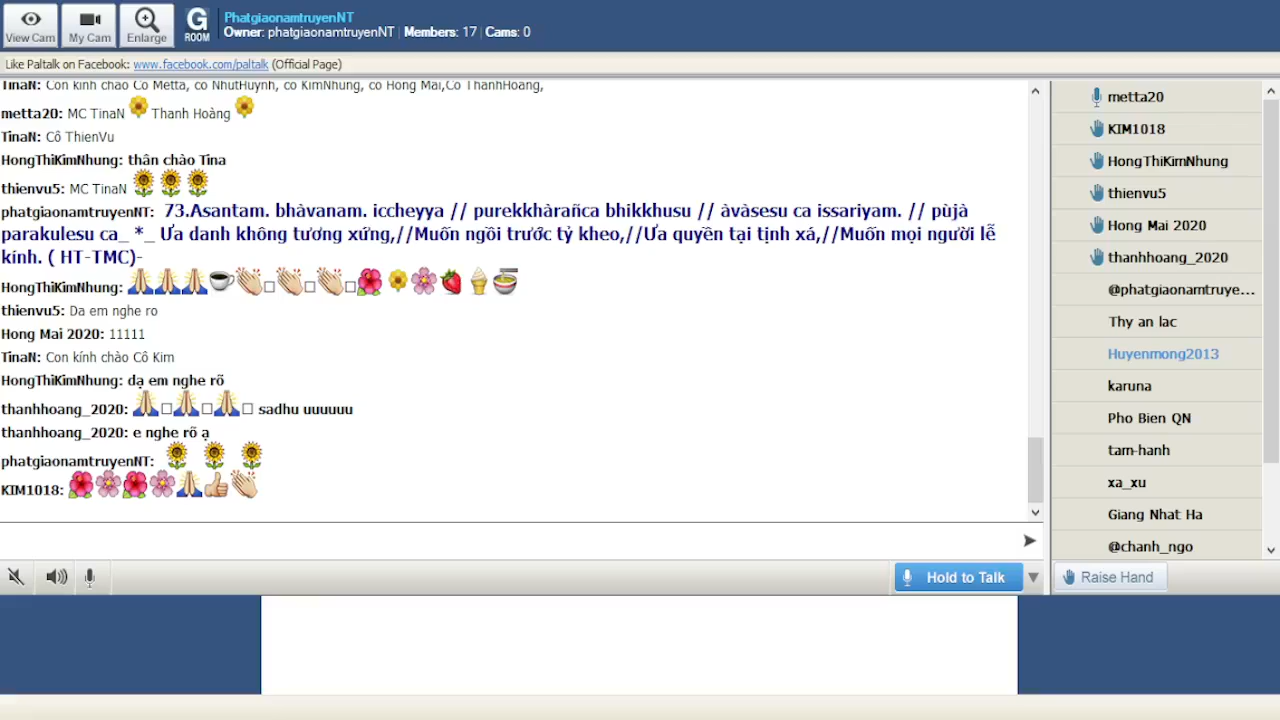 View Cam
My Cam
Enlarge
G
ROOM
PhatgiaonamtruyenNT
Owner: phatgiaonamtruyenNT | Members: 17 | Cams: 0
Like Paltalk on Facebook: www.facebook.com/paltalk (Official Page)
TinaN: Con kính chào Cô Metta, cô NhutHuynh, cô KimNhung, cô Hong Mai,Cô ThanhHoang,
metta20: MC TinaN 🌼 Thanh Hoàng 🌼
TinaN: Cô ThienVu
HongThiKimNhung: thân chào Tina
thienvu5: MC TinaN 🌻 🌻 🌻
phatgiaonamtruyenNT: 73.Asantam. bhàvanam. iccheyya // purekkhàrañca bhikkhusu // àvàsesu ca issariyam. // pùjà
parakulesu ca_ *_ Ưa danh không tương xứng,//Muốn ngồi trước tỷ kheo,//Ưa quyền tại tịnh xá,//Muốn mọi người lễ
kính. ( HT-TMC)-
HongThiKimNhung: 🙏🙏🙏☕👏□👏□👏□🌺🌼🌸🍓🍦🍜
thienvu5: Da em nghe ro
Hong Mai 2020: 11111
TinaN: Con kính chào Cô Kim
HongThiKimNhung: dạ em nghe rõ
thanhhoang_2020: 🙏□🙏□🙏□ sadhu uuuuuu
thanhhoang_2020: e nghe rõ ạ
phatgiaonamtruyenNT: 🌻 🌻 🌻
KIM1018: 🌺🌸🌺🌸🙏👍👏
Hold to Talk
metta20
KIM1018
HongThiKimNhung
thienvu5
Hong Mai 2020
thanhhoang_2020
@phatgiaonamtruye...
Thy an lac
Huyenmong2013
karuna
Pho Bien QN
tam-hanh
xa_xu
Giang Nhat Ha
@chanh_ngo
Raise Hand